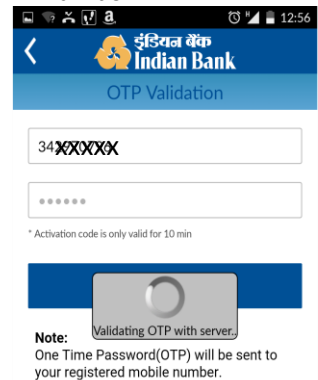 12:56
इंडियन बैंक
Indian Bank
OTP Validation
* Activation code is only valid for 10 min
Validating OTP with server..
Note:
One Time Password(OTP) will be sent to
your registered mobile number.